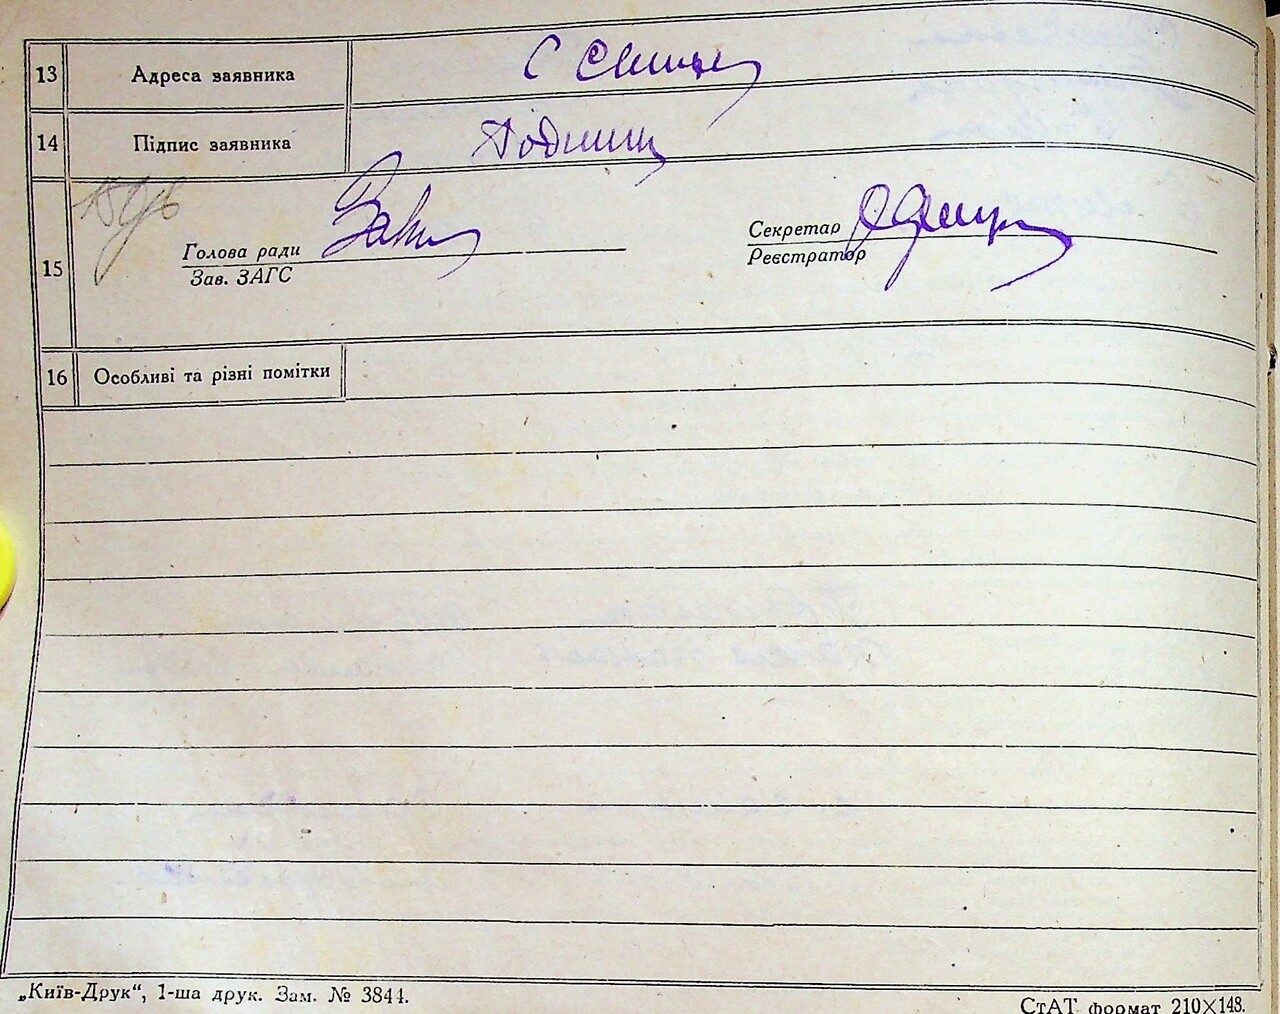 13 Адреса заявника С
14 Підпис заявника
15
Голова ради
Зав. ЗАГС
Секретар
Реєстратор
16 Особливі та різні помітки
„Київ-Друк“, 1-ша друк. Зам. № 3844.
СтАТ формат 210×148.